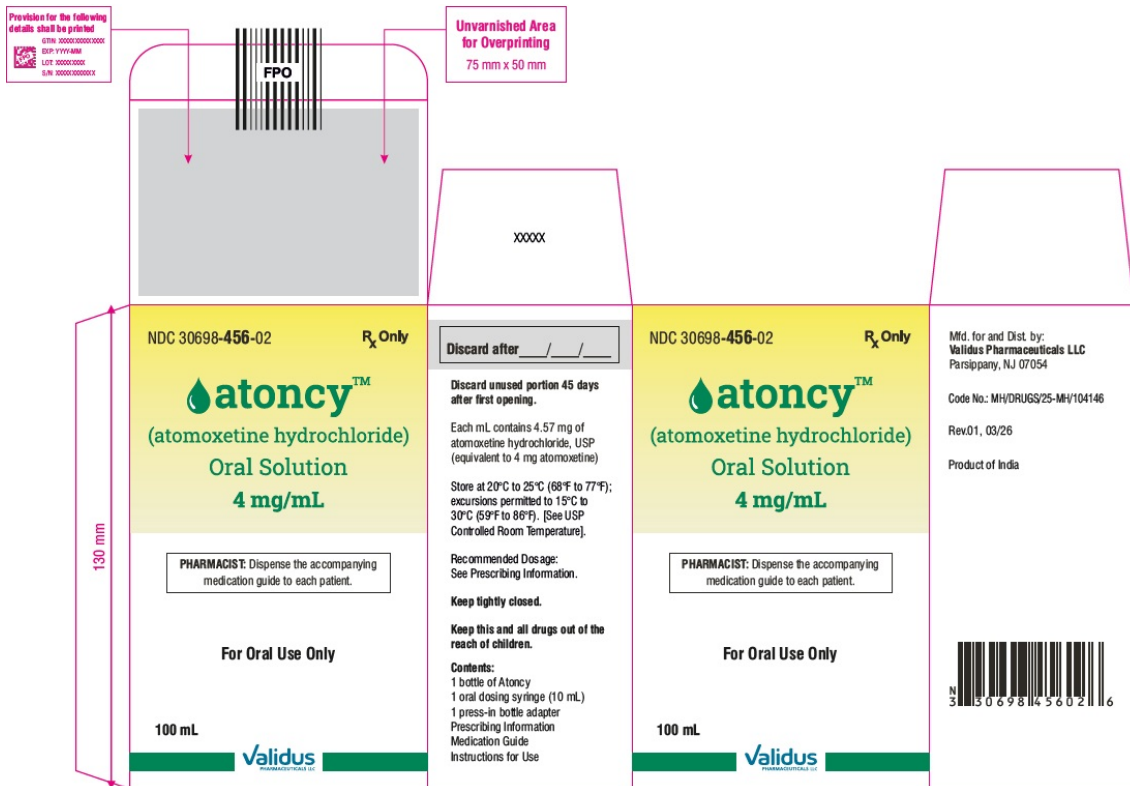 Provision for the following
details shall be printed
GTIN: XXXXXXXXXXXXXX
EXP: YYYY-MM
LOT: XXXXXXXXX
S/N: XXXXXXXXXXXX
FPO
Unvarnished Area
for Overprinting
75 mm x 50 mm
XXXXX
130 mm
NDC 30698-456-02 Rx Only
atoncy™
(atomoxetine hydrochloride)
Oral Solution
4 mg/mL
PHARMACIST: Dispense the accompanying
medication guide to each patient.
For Oral Use Only
100 mL
Validus
PHARMACEUTICALS LLC
Discard after___/___/___
Discard unused portion 45 days
after first opening.
Each mL contains 4.57 mg of
atomoxetine hydrochloride, USP
(equivalent to 4 mg atomoxetine)
Store at 20°C to 25°C (68°F to 77°F);
excursions permitted to 15°C to
30°C (59°F to 86°F). [See USP
Controlled Room Temperature].
Recommended Dosage:
See Prescribing Information.
Keep tightly closed.
Keep this and all drugs out of the
reach of children.
Contents:
1 bottle of Atoncy
1 oral dosing syringe (10 mL)
1 press-in bottle adapter
Prescribing Information
Medication Guide
Instructions for Use
NDC 30698-456-02 Rx Only
atoncy™
(atomoxetine hydrochloride)
Oral Solution
4 mg/mL
PHARMACIST: Dispense the accompanying
medication guide to each patient.
For Oral Use Only
100 mL
Validus
PHARMACEUTICALS LLC
Mfd. for and Dist. by:
Validus Pharmaceuticals LLC
Parsippany, NJ 07054
Code No.: MH/DRUGS/25-MH/104146
Rev.01, 03/26
Product of India
N
3 30698 45602 6